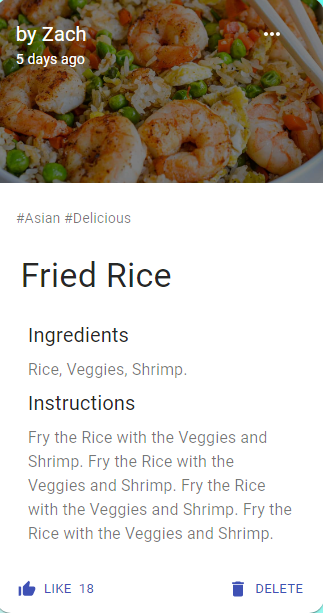 by Zach
5 days ago
#Asian #Delicious
Fried Rice
Ingredients
Rice, Veggies, Shrimp.
Instructions
Fry the Rice with the Veggies and
Shrimp. Fry the Rice with the
Veggies and Shrimp. Fry the Rice
with the Veggies and Shrimp. Fry the
Rice with the Veggies and Shrimp.
LIKE 18 DELETE